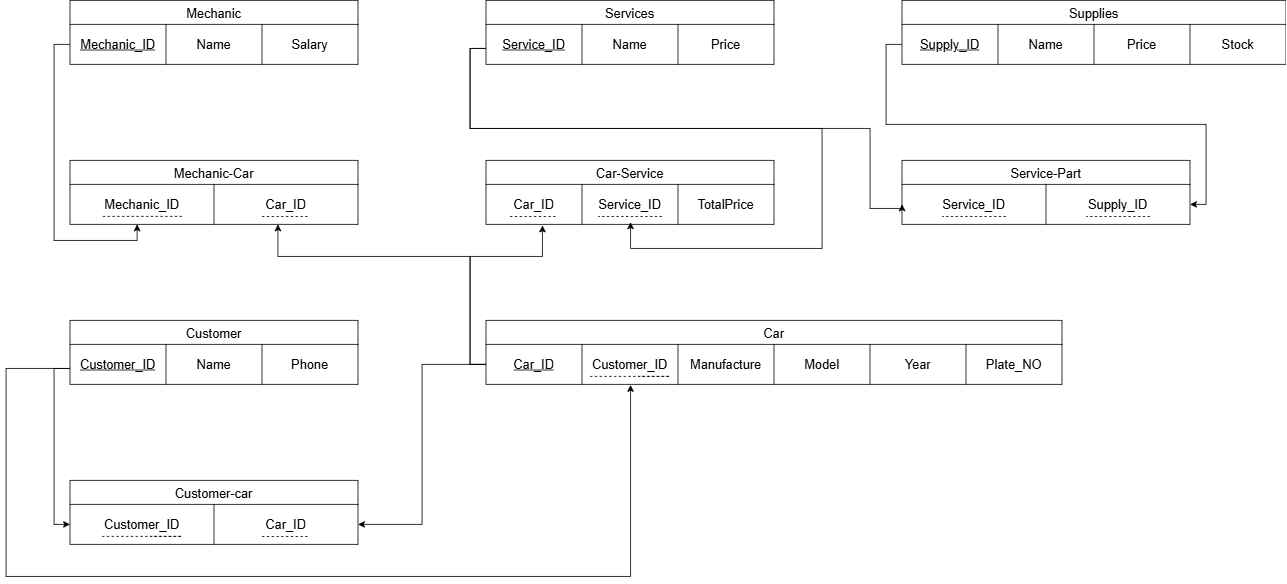 Mechanic
Mechanic_ID Name Salary
Services
Service_ID Name Price
Supplies
Supply_ID Name Price Stock
Mechanic-Car
Mechanic_ID Car_ID
Car-Service
Car_ID Service_ID TotalPrice
Service-Part
Service_ID Supply_ID
Customer
Customer_ID Name Phone
Car
Car_ID Customer_ID Manufacture Model Year Plate_NO
Customer-car
Customer_ID Car_ID